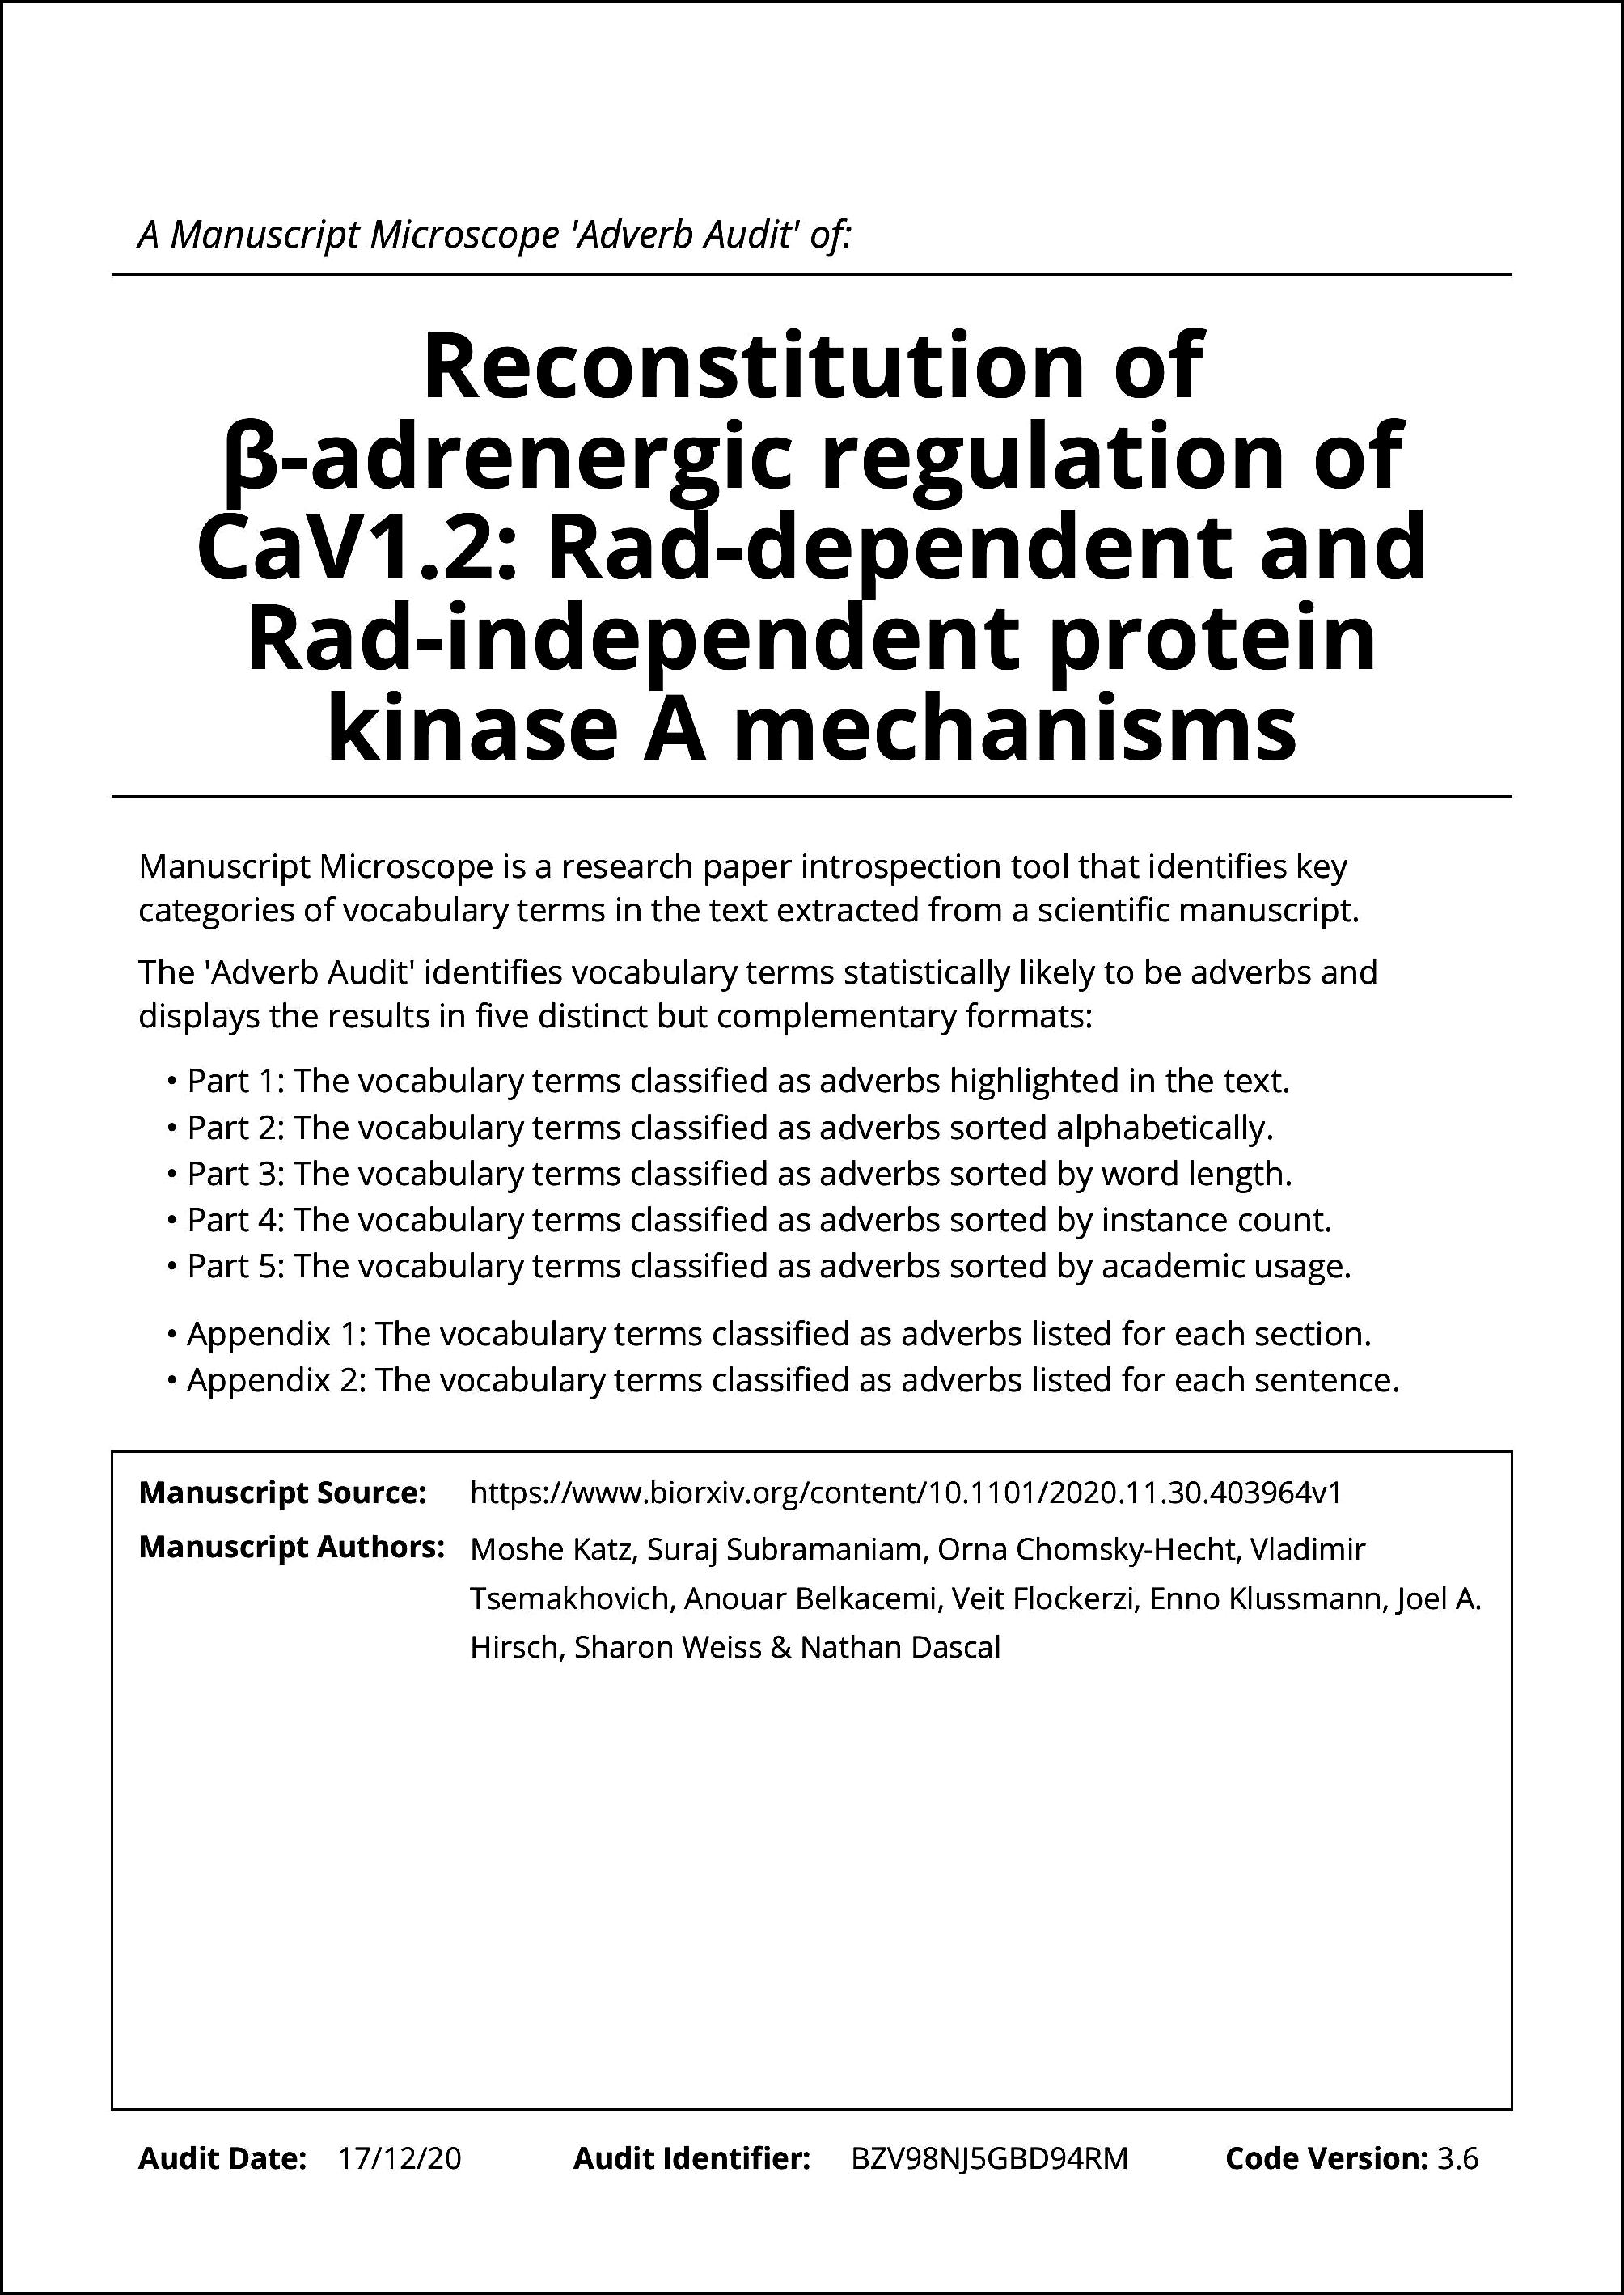 A Manuscript Microscope 'Adverb Audit' of:
Reconstitution of
β-adrenergic regulation of
CaV1.2: Rad-dependent and
Rad-independent protein
kinase A mechanisms
Manuscript Microscope is a research paper introspection tool that identifies key
categories of vocabulary terms in the text extracted from a scientific manuscript.
The 'Adverb Audit' identifies vocabulary terms statistically likely to be adverbs and
displays the results in five distinct but complementary formats:
• Part 1: The vocabulary terms classified as adverbs highlighted in the text.
• Part 2: The vocabulary terms classified as adverbs sorted alphabetically.
• Part 3: The vocabulary terms classified as adverbs sorted by word length.
• Part 4: The vocabulary terms classified as adverbs sorted by instance count.
• Part 5: The vocabulary terms classified as adverbs sorted by academic usage.
• Appendix 1: The vocabulary terms classified as adverbs listed for each section.
• Appendix 2: The vocabulary terms classified as adverbs listed for each sentence.
Manuscript Source: https://www.biorxiv.org/content/10.1101/2020.11.30.403964v1
Manuscript Authors: Moshe Katz, Suraj Subramaniam, Orna Chomsky-Hecht, Vladimir
Tsemakhovich, Anouar Belkacemi, Veit Flockerzi, Enno Klussmann, Joel A.
Hirsch, Sharon Weiss & Nathan Dascal
Audit Date: 17/12/20 Audit Identifier: BZV98NJ5GBD94RM Code Version: 3.6